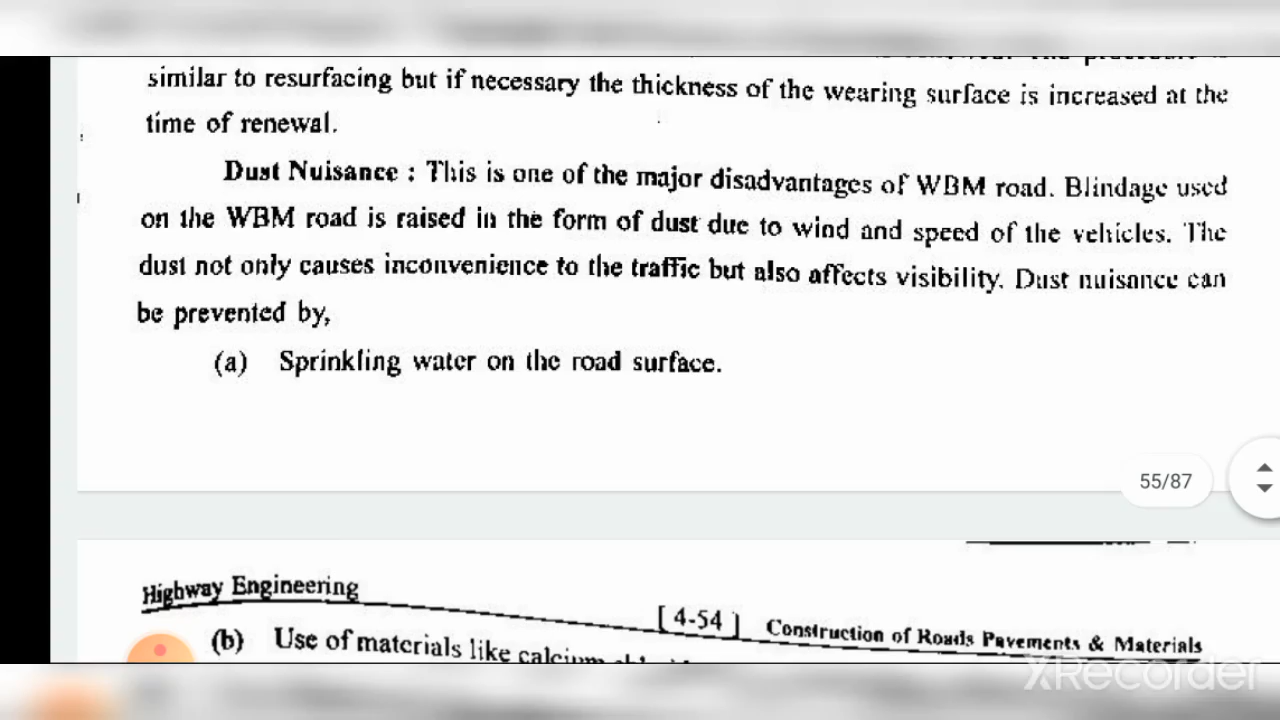 similar to resurfacing but if necessary the thickness of the wearing surface is increased at the
time of renewal.
Dust Nuisance : This is one of the major disadvantages of WBM road. Blindage used
on the WBM road is raised in the form of dust due to wind and speed of the vehicles. The
dust not only causes inconvenience to the traffic but also affects visibility. Dust nuisance can
be prevented by,
(a) Sprinkling water on the road surface.
55/87
Highway Engineering
[ 4-54 ] Construction of Roads Pavements & Materials
(b) Use of materials like calcium
XRecorder